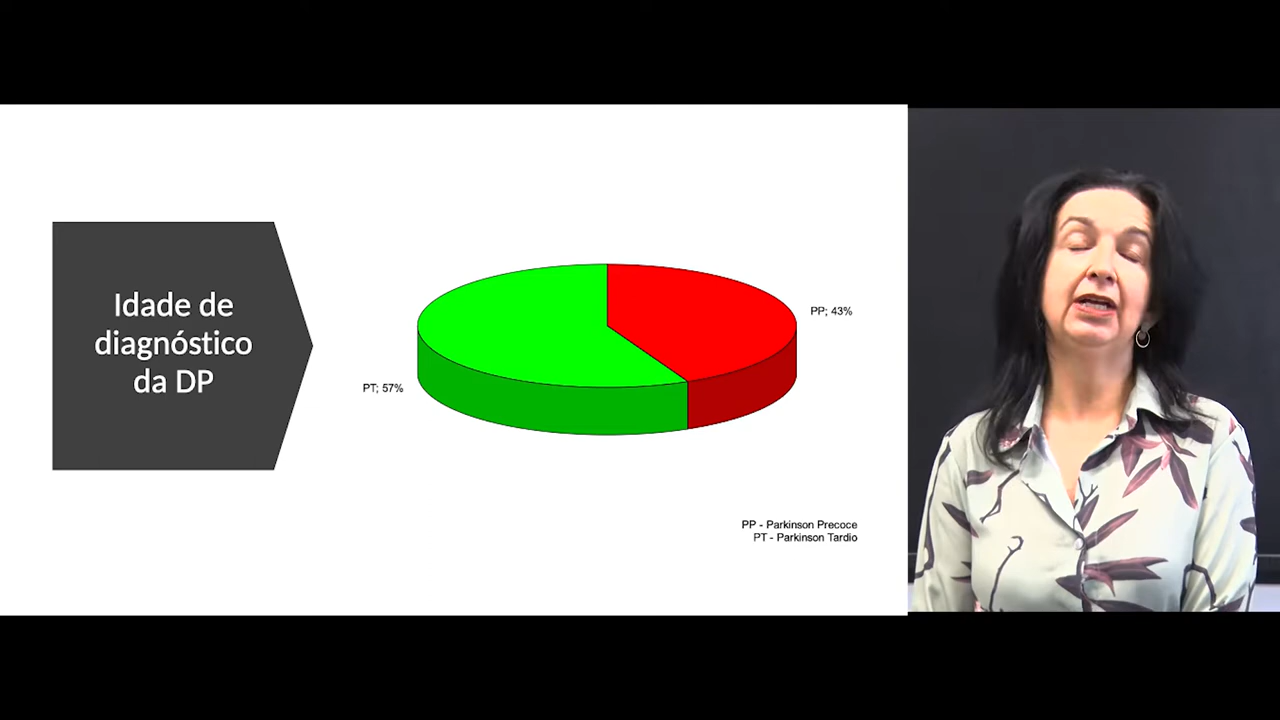 Idade de
diagnóstico
da DP
PP; 43%
PT; 57%
PP - Parkinson Precoce
PT - Parkinson Tardio